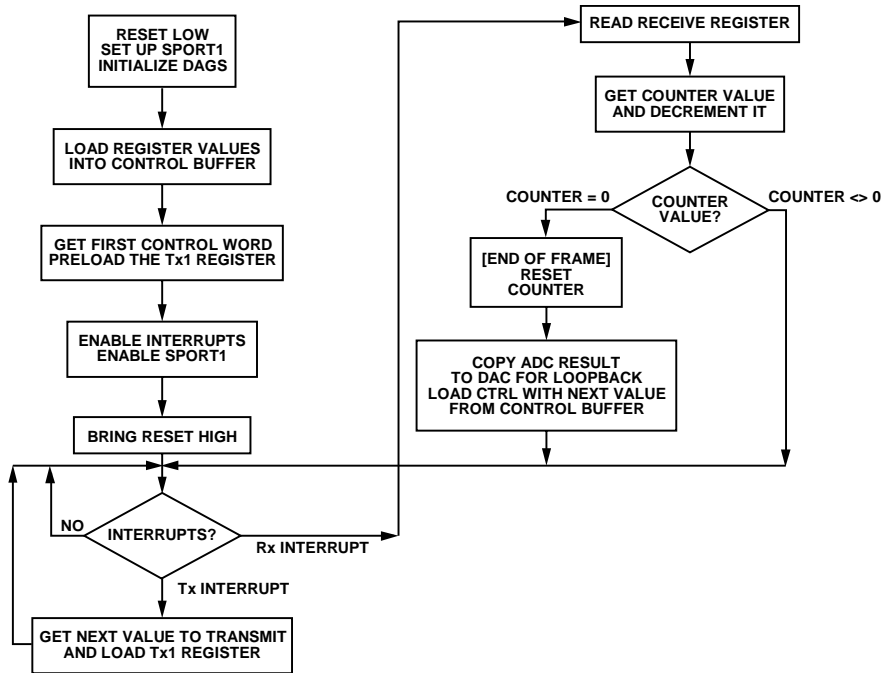 RESET LOW
SET UP SPORT1
INITIALIZE DAGS
LOAD REGISTER VALUES
INTO CONTROL BUFFER
GET FIRST CONTROL WORD
PRELOAD THE Tx1 REGISTER
ENABLE INTERRUPTS
ENABLE SPORT1
BRING RESET HIGH
NO
INTERRUPTS?
Rx INTERRUPT
Tx INTERRUPT
GET NEXT VALUE TO TRANSMIT
AND LOAD Tx1 REGISTER
READ RECEIVE REGISTER
GET COUNTER VALUE
AND DECREMENT IT
COUNTER = 0
COUNTER
VALUE?
COUNTER <> 0
[END OF FRAME]
RESET
COUNTER
COPY ADC RESULT
TO DAC FOR LOOPBACK
LOAD CTRL WITH NEXT VALUE
FROM CONTROL BUFFER